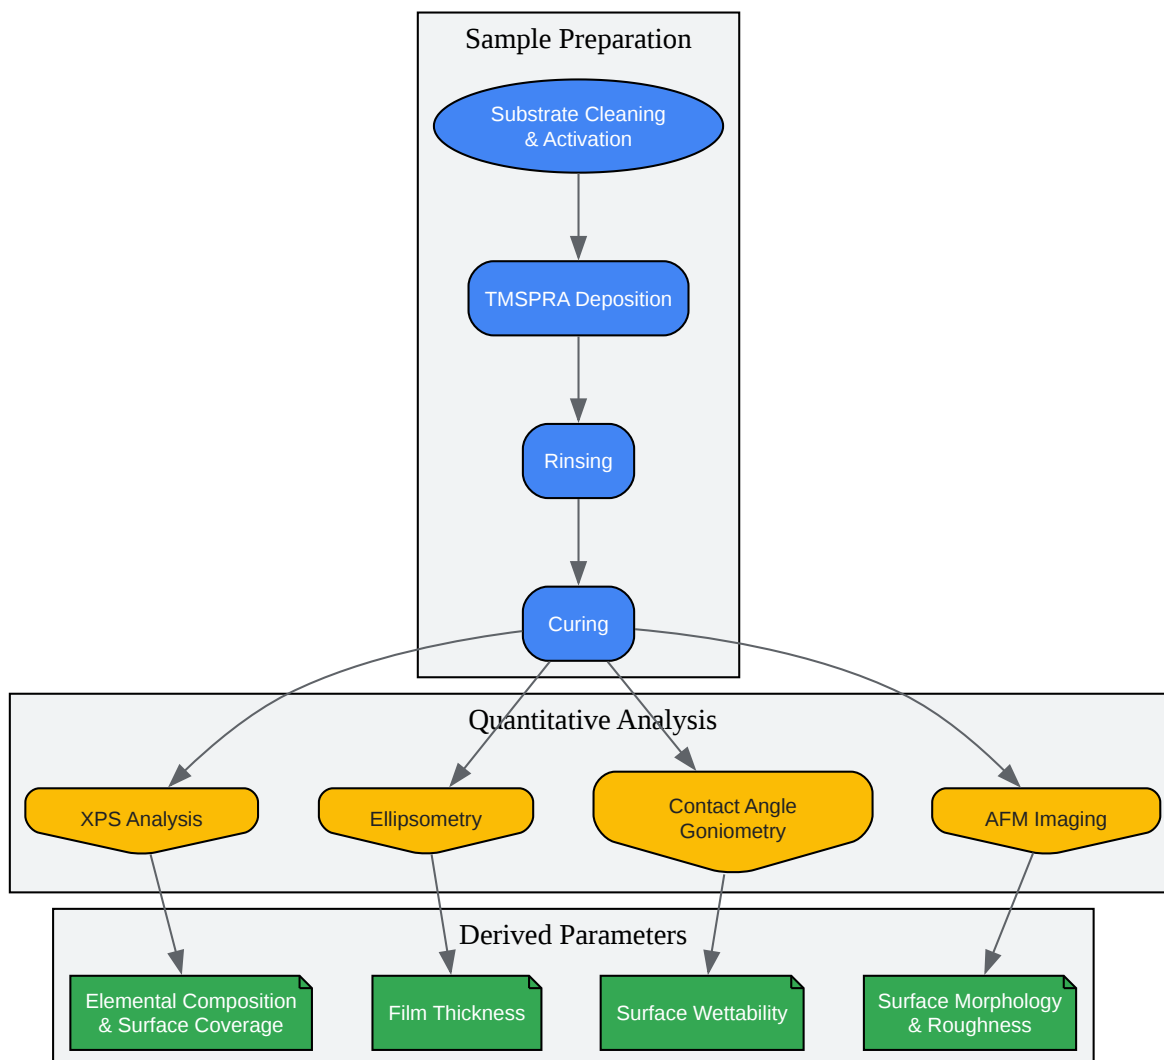 Sample Preparation
Substrate Cleaning
& Activation
TMSPRA Deposition
Rinsing
Curing
Quantitative Analysis
XPS Analysis
Ellipsometry
Contact Angle
Goniometry
AFM Imaging
Derived Parameters
Elemental Composition
& Surface Coverage
Film Thickness
Surface Wettability
Surface Morphology
& Roughness